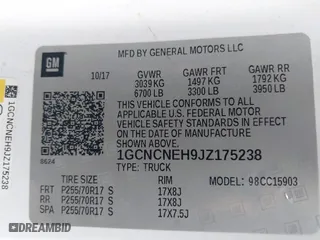 GM
MFD BY GENERAL MOTORS LLC
10/17 GVWR GAWR FRT GAWR RR
3039 KG 1497 KG 1792 KG
6700 LB 3300 LB 3950 LB
THIS VEHICLE CONFORMS TO ALL
APPLICABLE U.S. FEDERAL MOTOR
VEHICLE SAFETY STANDARDS IN EFFECT
ON THE DATE OF MANUFACTURE SHOWN ABOVE.
1GCNCNEH9JZ175238
TYPE: TRUCK MODEL: 98CC15903
TIRE SIZE RIM
FRT P255/70R17 S 17X8J
RR P255/70R17 S 17X8J
SPA P255/70R17 S 17X7.5J
1GCNCNEH9JZ175238
DEALERSHIP